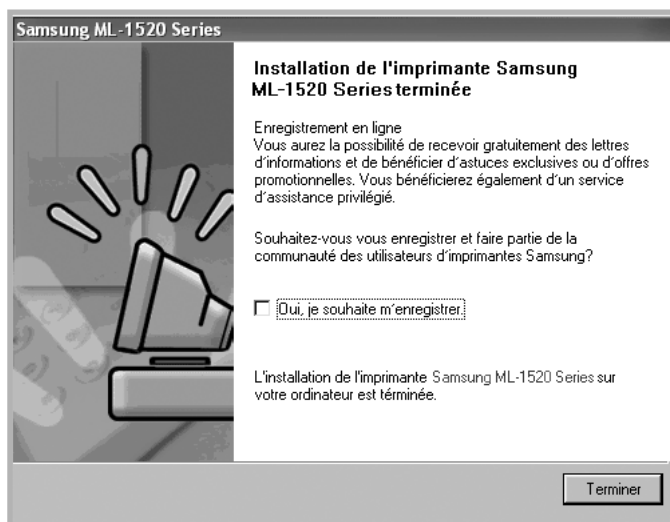 Samsung ML-1520 Series
Installation de l'imprimante Samsung
ML-1520 Series terminée
Enregistrement en ligne
Vous aurez la possibilité de recevoir gratuitement des lettres
d'informations et de bénéficier d'astuces exclusives ou d'offres
promotionnelles. Vous bénéficierez également d'un service
d'assistance privilégié.
Souhaitez-vous vous enregistrer et faire partie de la
communauté des utilisateurs d'imprimantes Samsung?
Oui, je souhaite m'enregistrer.
L'installation de l'imprimante Samsung ML-1520 Series sur
votre ordinateur est términée.
Terminer